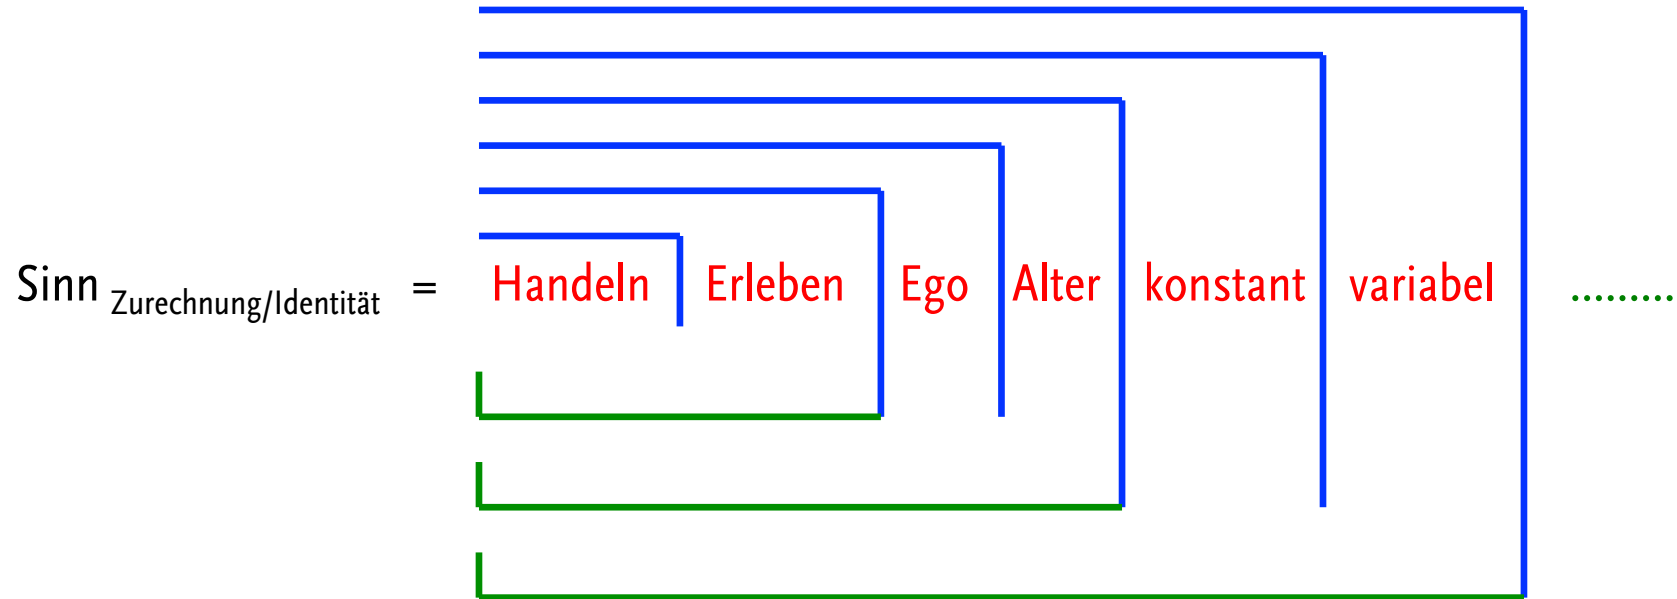 Sinn Zurechnung/Identität = Handeln Erleben Ego Alter konstant variabel .........